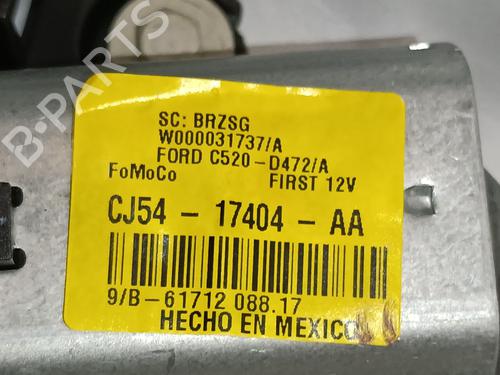 SC: BRZSG
W000031737/A
FORD C520-D472/A
FoMoCo FIRST 12V
CJ54 - 17404 - AA
9/B-61712 088.17
HECHO EN MEXICO
B-PARTS